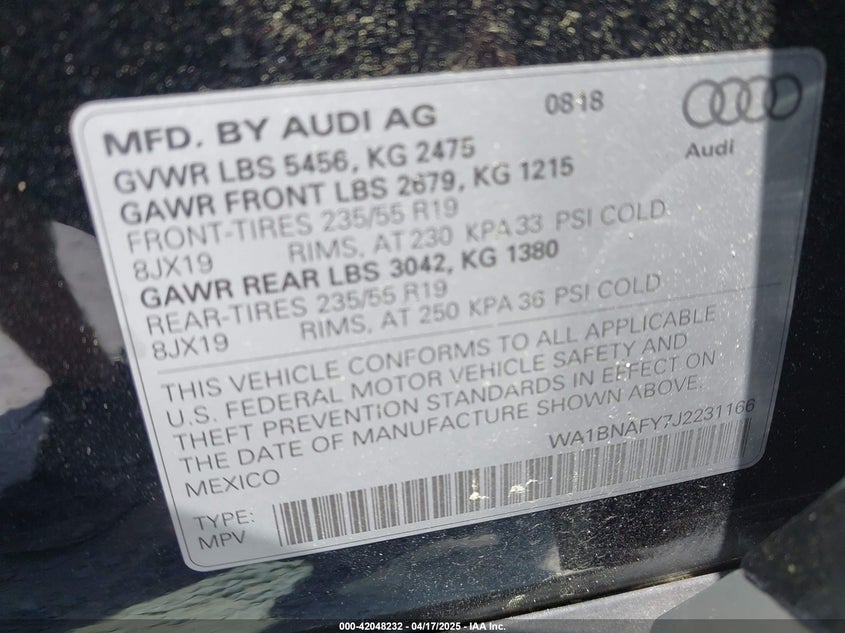 MFD. BY AUDI AG 0818
Audi
GVWR LBS 5456, KG 2475
GAWR FRONT LBS 2679, KG 1215
FRONT-TIRES 235/55 R19
8JX19 RIMS, AT 230 KPA 33 PSI COLD
GAWR REAR LBS 3042, KG 1380
REAR-TIRES 235/55 R19
8JX19 RIMS, AT 250 KPA 36 PSI COLD
THIS VEHICLE CONFORMS TO ALL APPLICABLE
U.S. FEDERAL MOTOR VEHICLE SAFETY AND
THEFT PREVENTION STANDARDS IN EFFECT ON
THE DATE OF MANUFACTURE SHOWN ABOVE.
MEXICO WA1BNAFY7J2231166
TYPE:
MPV
000-42048232 - 04/17/2025 - IAA Inc.